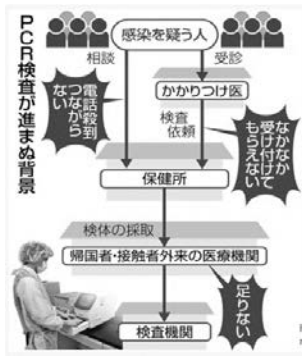 PCR検査が進まぬ背景
感染を疑う人
相談
受診
電話殺到
つながら
ない
かかりつけ医
検査
依頼
なかなか
受け付けて
もらえない
保健所
検体の採取
帰国者・接触者外来の医療機関
足りない
検査機関